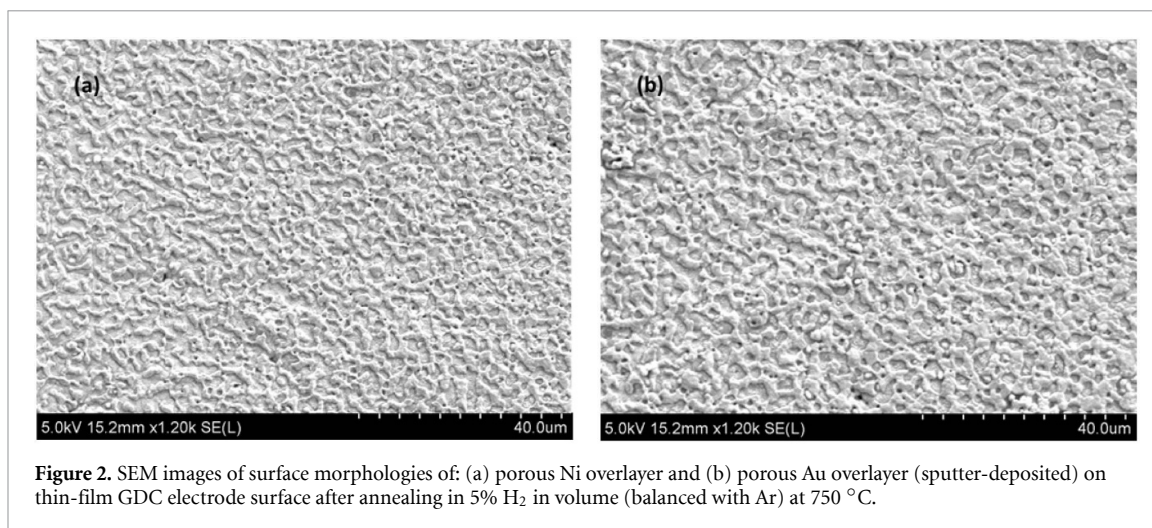 (a)
(b)
5.0kV 15.2mm x1.20k SE(L) 40.0um
5.0kV 15.2mm x1.20k SE(L) 40.0um
Figure 2. SEM images of surface morphologies of: (a) porous Ni overlayer and (b) porous Au overlayer (sputter-deposited) on
thin-film GDC electrode surface after annealing in 5% H₂ in volume (balanced with Ar) at 750 °C.